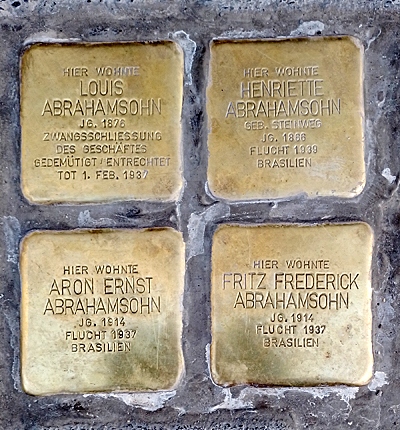 HIER WOHNTE
LOUIS
ABRAHAMSOHN
JG. 1878
ZWANGSSCHLIESSUNG
DES GESCHÄFTES
GEDEMÜTIGT / ENTRECHTET
TOT 1. FEB. 1937
HIER WOHNTE
HENRIETTE
ABRAHAMSOHN
GEB. STEINWEG
JG. 1888
FLUCHT 1939
BRASILIEN
HIER WOHNTE
ARON ERNST
ABRAHAMSOHN
JG. 1914
FLUCHT 1937
BRASILIEN
HIER WOHNTE
FRITZ FREDERICK
ABRAHAMSOHN
JG. 1914
FLUCHT 1937
BRASILIEN